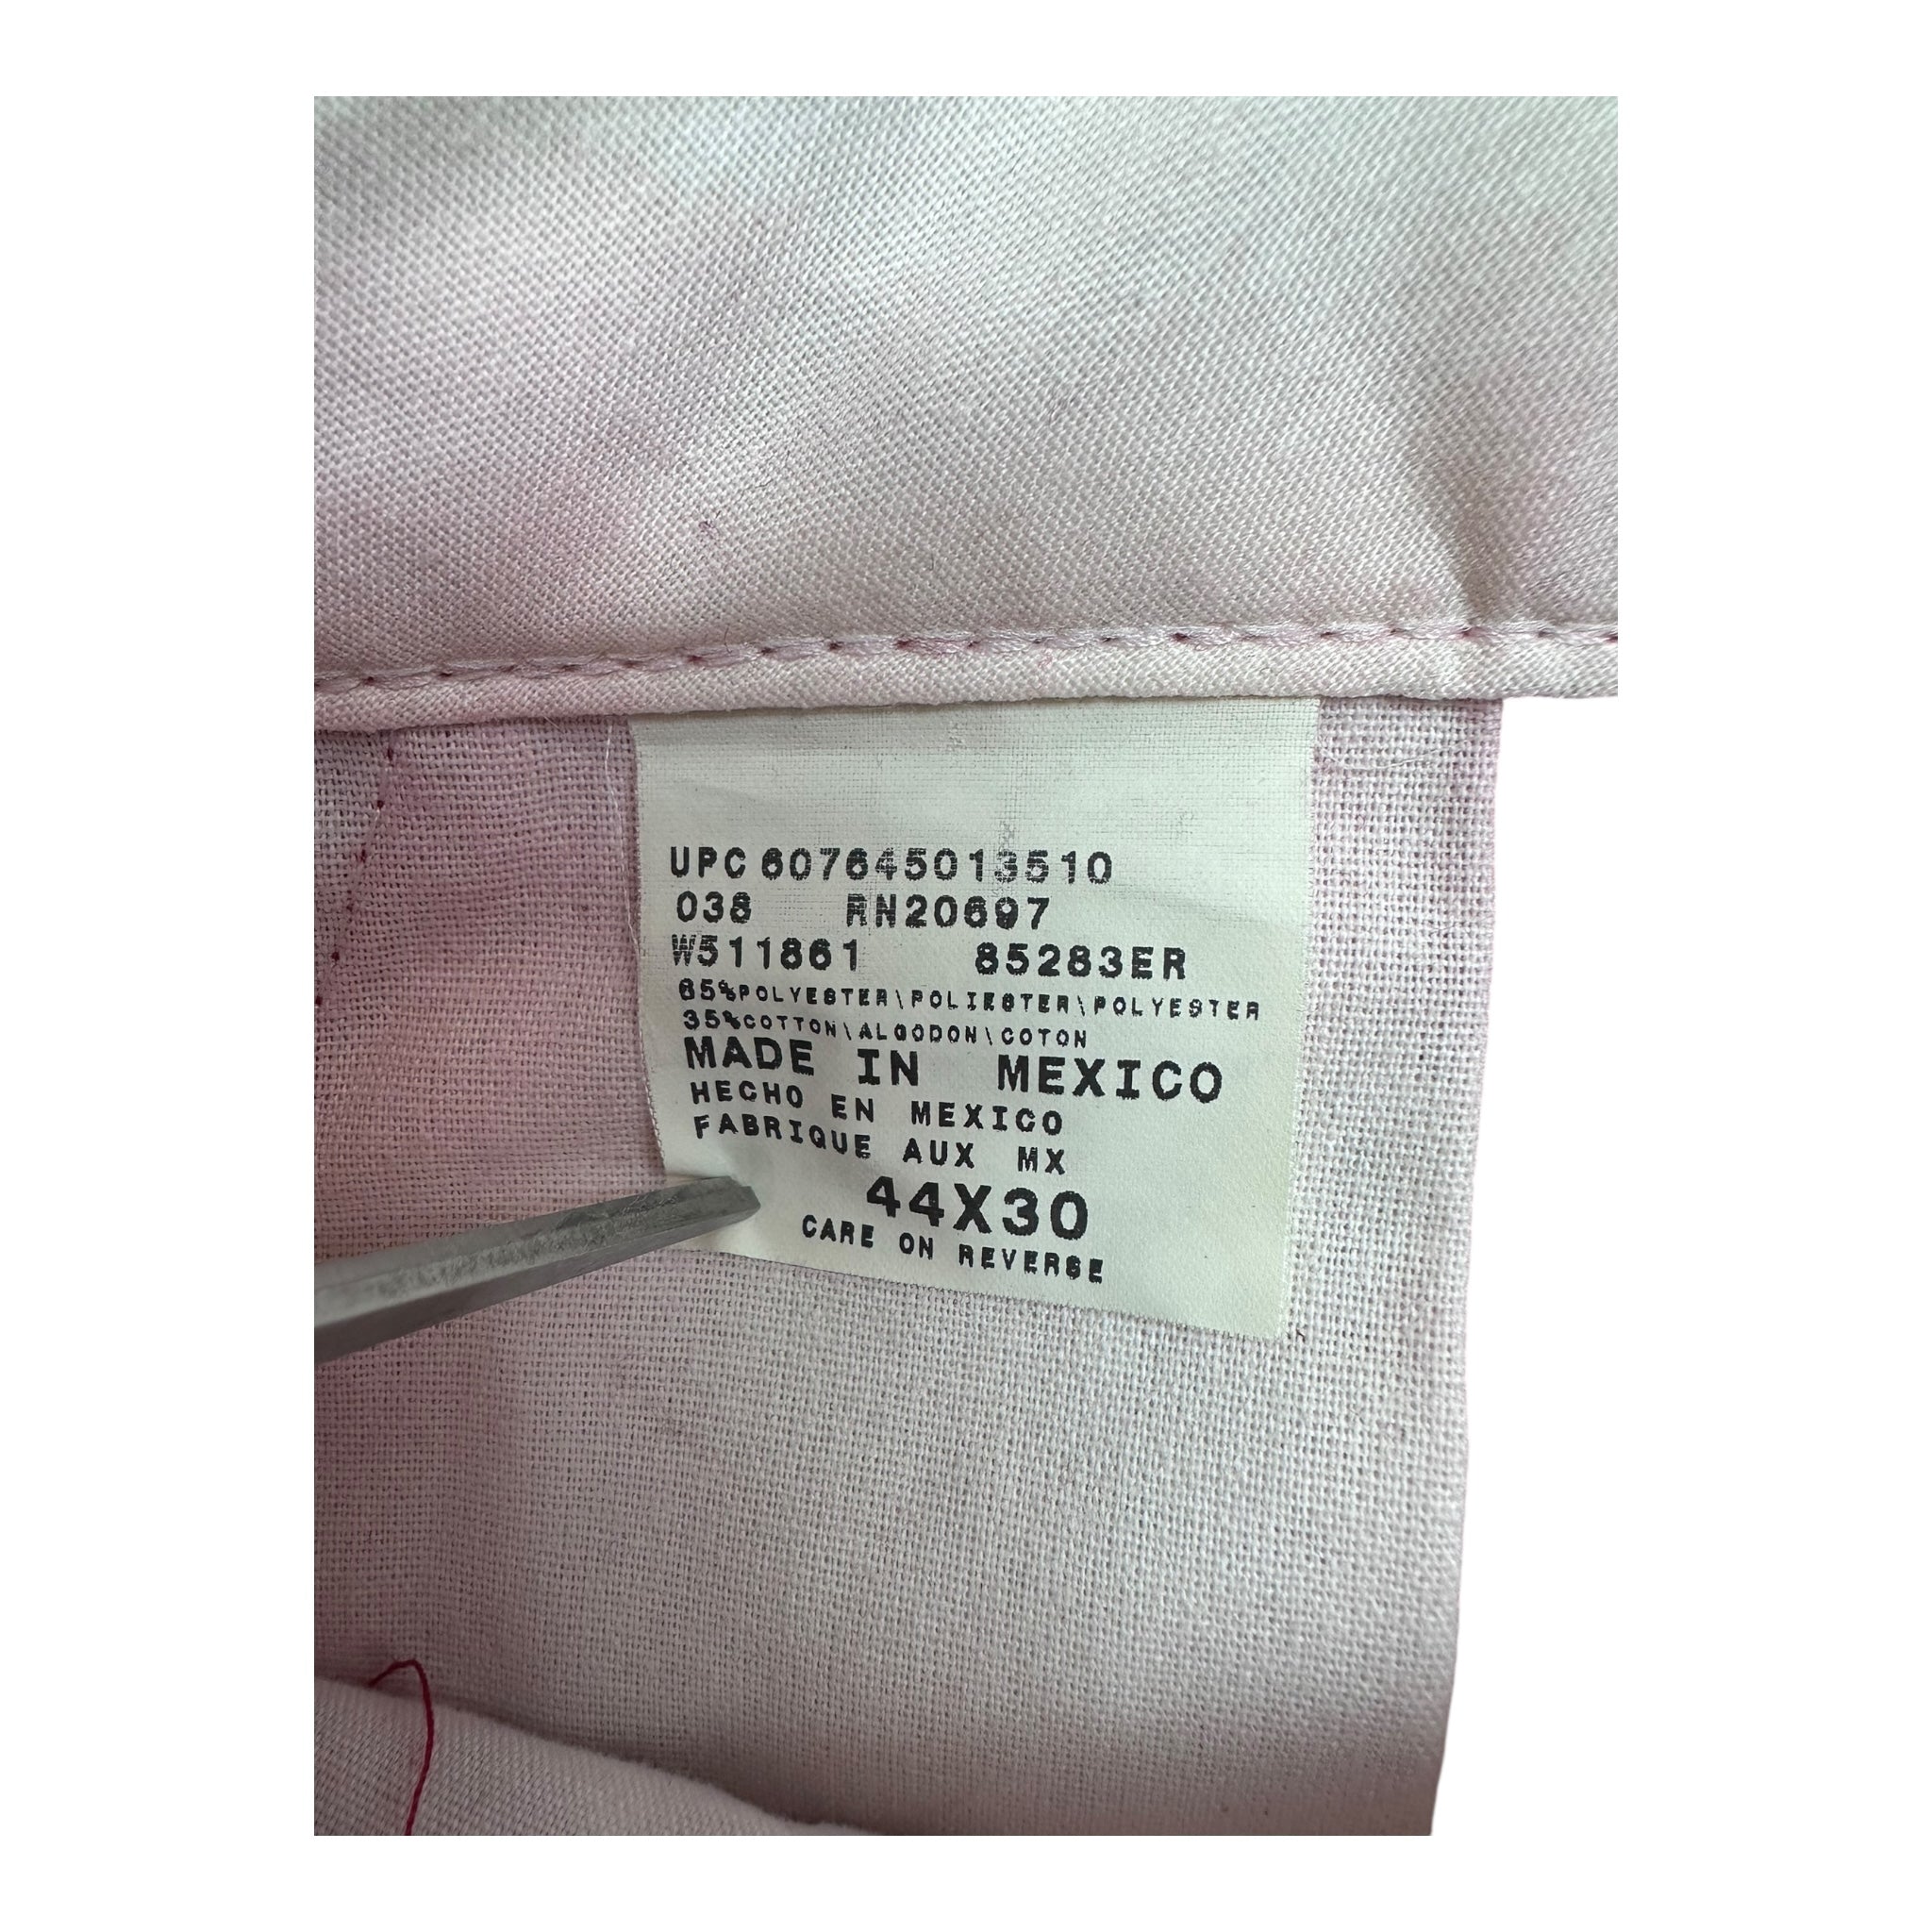 UPC 607645013510
038 RN20697
W511861 85283ER
65%POLYESTER\POLIESTER\POLYESTER
35%COTTON\ALGODON\COTON
MADE IN MEXICO
HECHO EN MEXICO
FABRIQUE AUX MX
44X30
CARE ON REVERSE